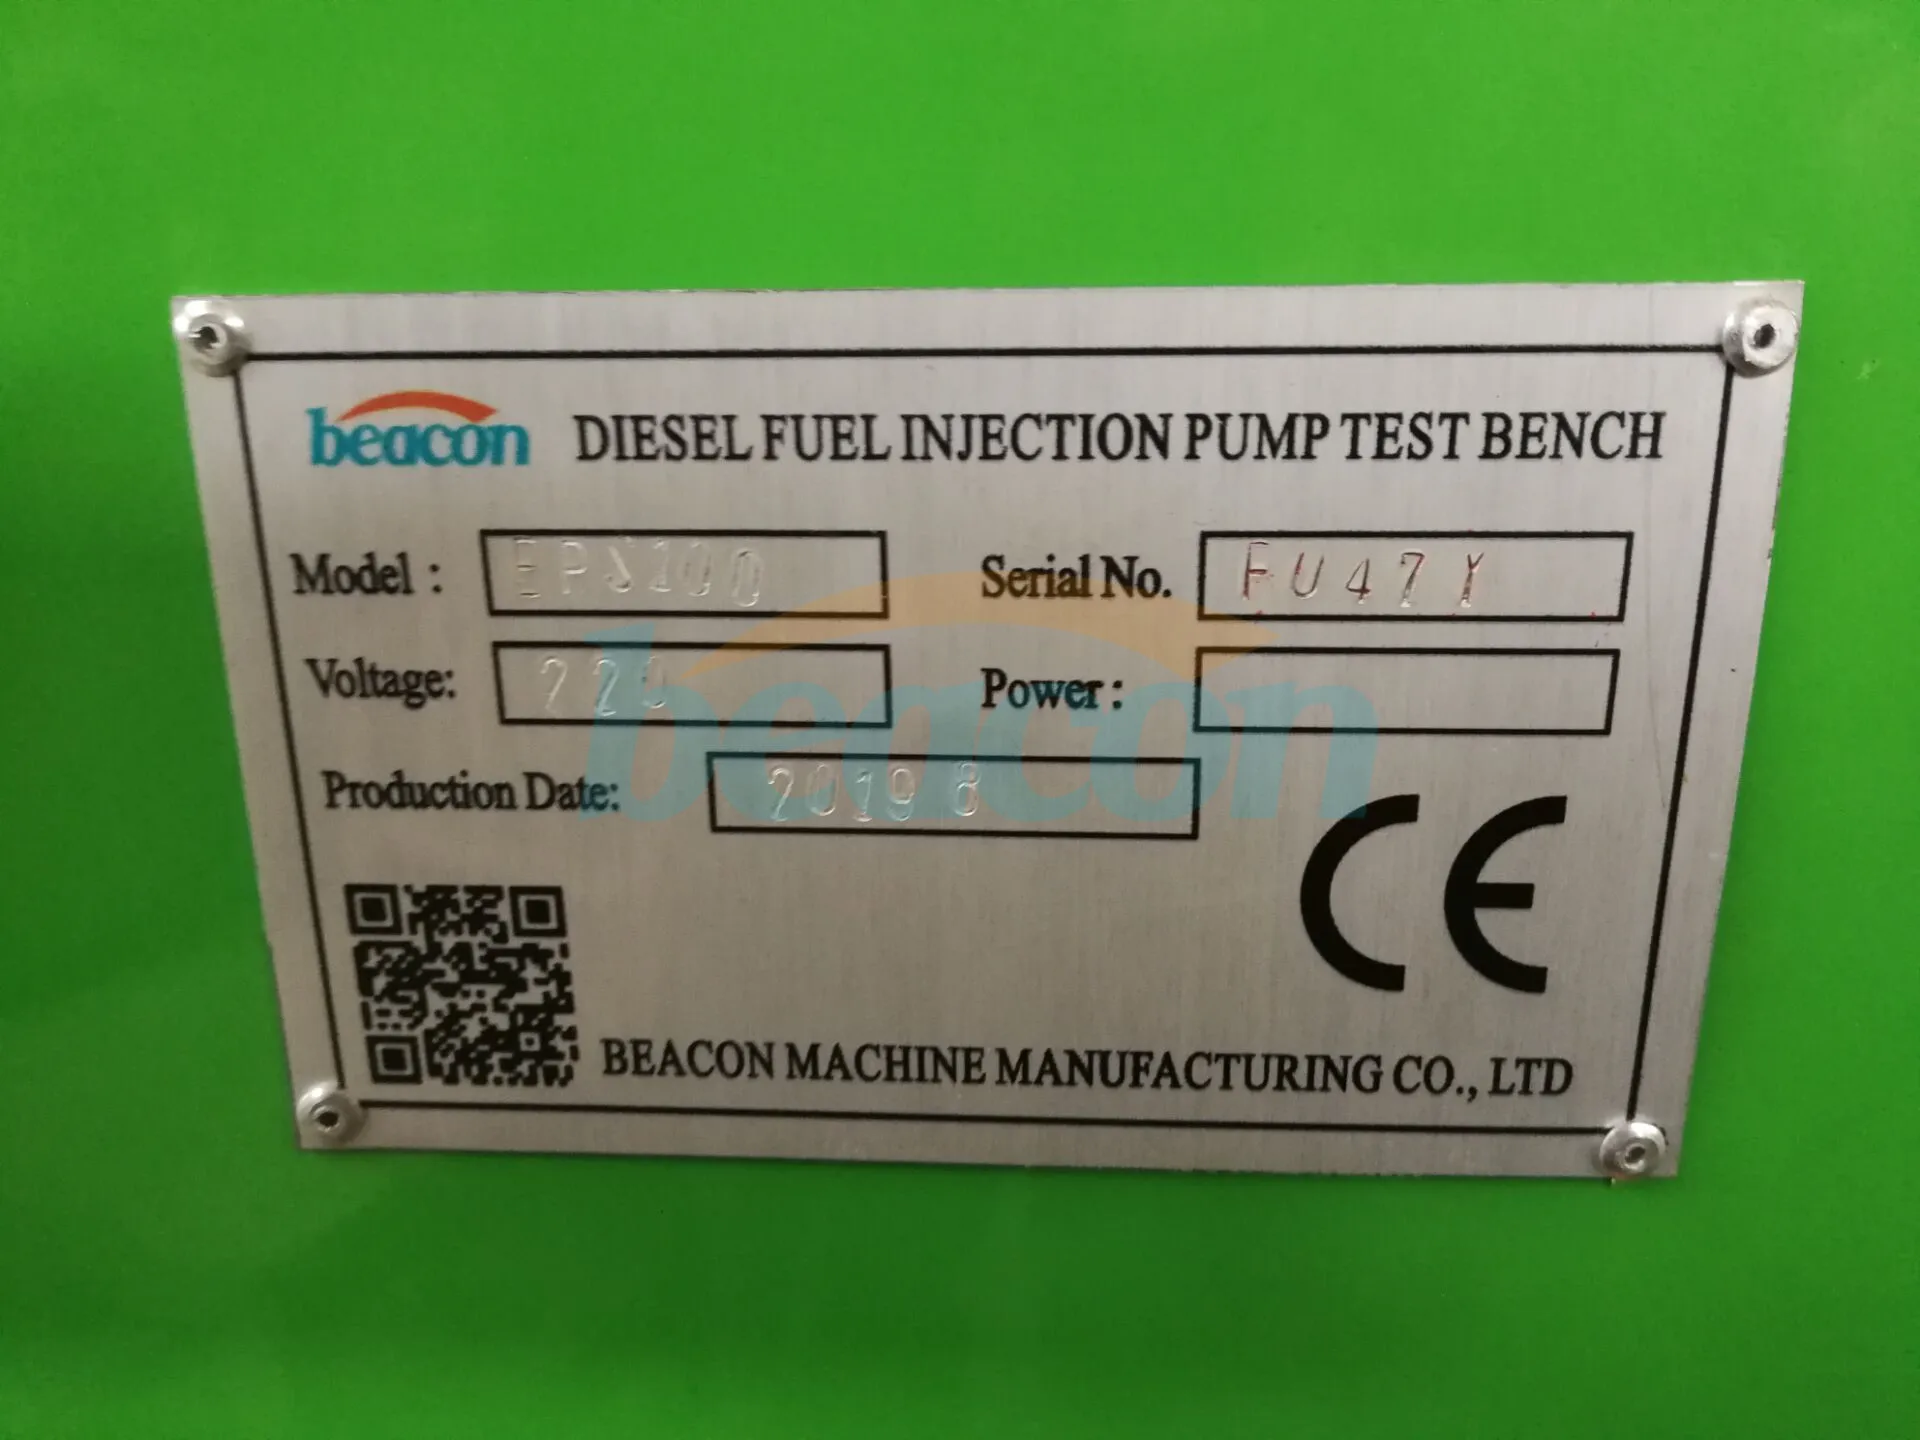 beacon DIESEL FUEL INJECTION PUMP TEST BENCH
Model : EPS100 Serial No. FU47Y
Voltage: 220 Power :
beacon
Production Date: 2019 8
CE
BEACON MACHINE MANUFACTURING CO., LTD